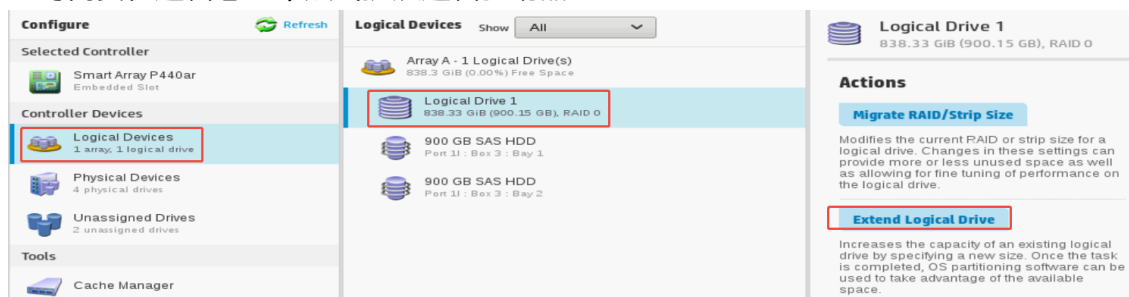 Configure
Refresh
Selected Controller
Smart Array P440ar
Embedded Slot
Controller Devices
Logical Devices
1 array, 1 logical drive
Physical Devices
4 physical drives
Unassigned Drives
2 unassigned drives
Tools
Cache Manager
Logical Devices Show All
Array A - 1 Logical Drive(s)
838.3 GiB (0.00%) Free Space
Logical Drive 1
838.33 GiB (900.15 GB), RAID 0
900 GB SAS HDD
Port 1I : Box 3 : Bay 1
900 GB SAS HDD
Port 1I : Box 3 : Bay 2
Logical Drive 1
838.33 GiB (900.15 GB), RAID 0
Actions
Migrate RAID/Strip Size
Modifies the current RAID or strip size for a
logical drive. Changes in these settings can
provide more or less unused space as well
as allowing for fine tuning of performance on
the logical drive.
Extend Logical Drive
Increases the capacity of an existing logical
drive by specifying a new size. Once the task
is completed, OS partitioning software can be
used to take advantage of the available
space.